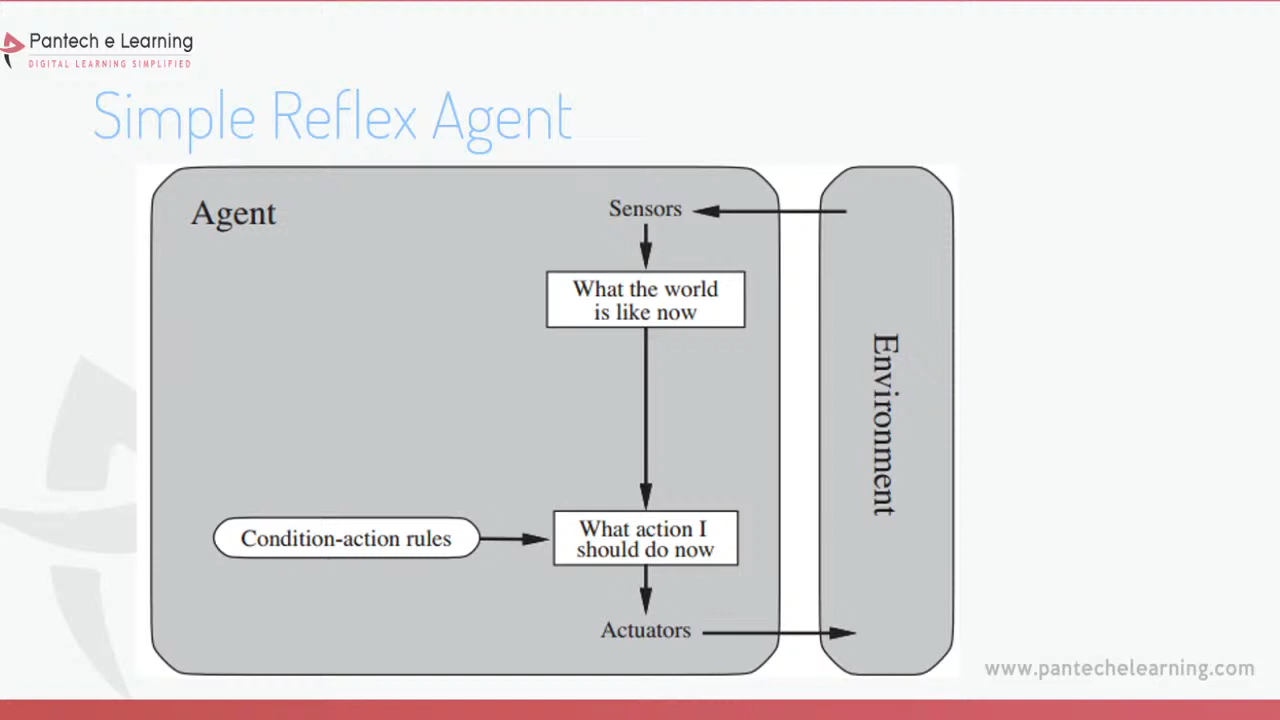 Pantech e Learning
DIGITAL LEARNING SIMPLIFIED
Simple Reflex Agent
Agent
Sensors
What the world
is like now
Environment
Condition-action rules
What action I
should do now
Actuators
www.pantechelearning.com